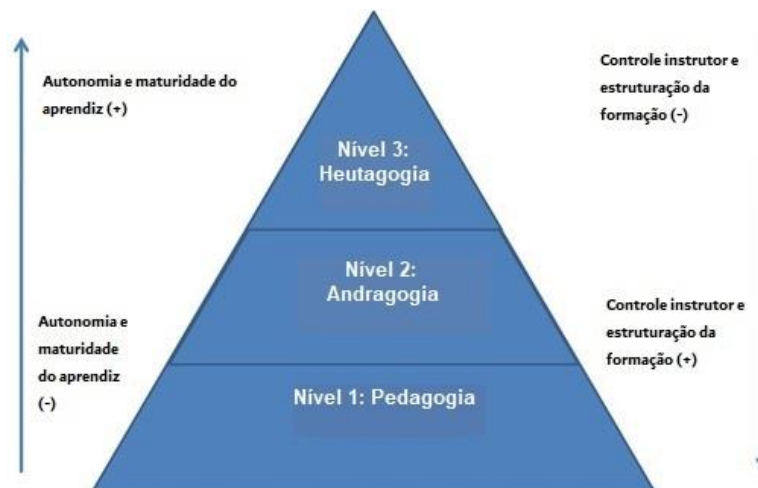 Autonomia e maturidade do
aprendiz (+)
Controle instrutor e
estruturação da
formação (-)
Nível 3:
Heutagogia
Nível 2:
Andragogia
Autonomia e
maturidade
do aprendiz
(-)
Controle instrutor e
estruturação da
formação (+)
Nível 1: Pedagogia